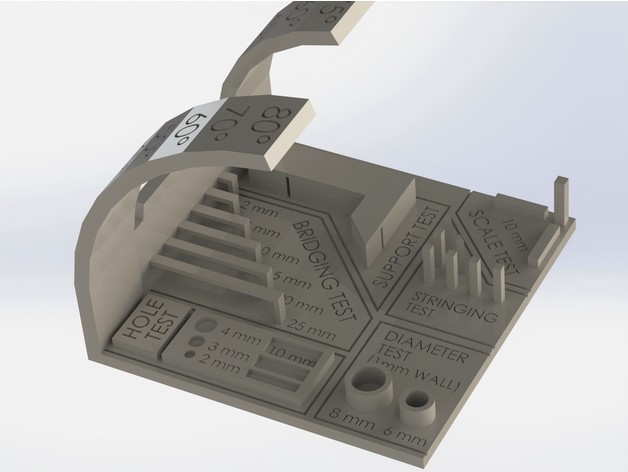 80°
70°
60°
BRIDGING TEST
2 mm
mm
0 mm
5 mm
0 mm
25 mm
SUPPORT TEST
SCALE TEST
10 mm
STRINGING
TEST
HOLE
TEST
4 mm
3 mm
2 mm
10 mm
DIAMETER
TEST
(1mm WALL)
8 mm
6 mm